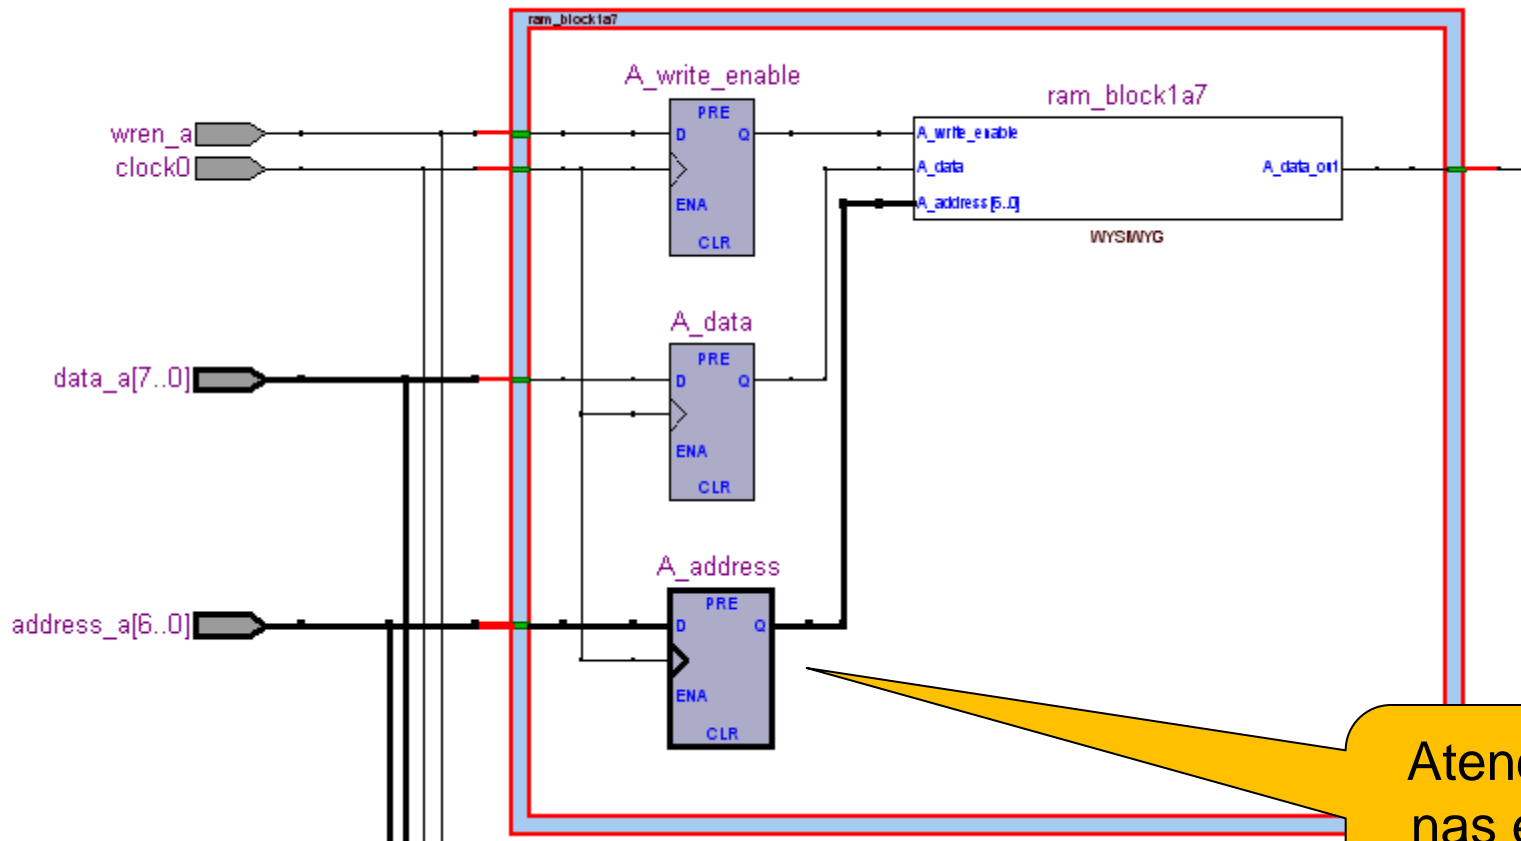 ram_block1a7
A_write_enable
ram_block1a7
PRE
wren_a
D
Q
A_write_enable
clock0
A_data
A_data_out
ENA
A_address[6..0]
CLR
WYSIWYG
A_data
PRE
data_a[7..0]
D
Q
ENA
CLR
A_address
PRE
address_a[6..0]
D
Q
ENA
CLR
nas